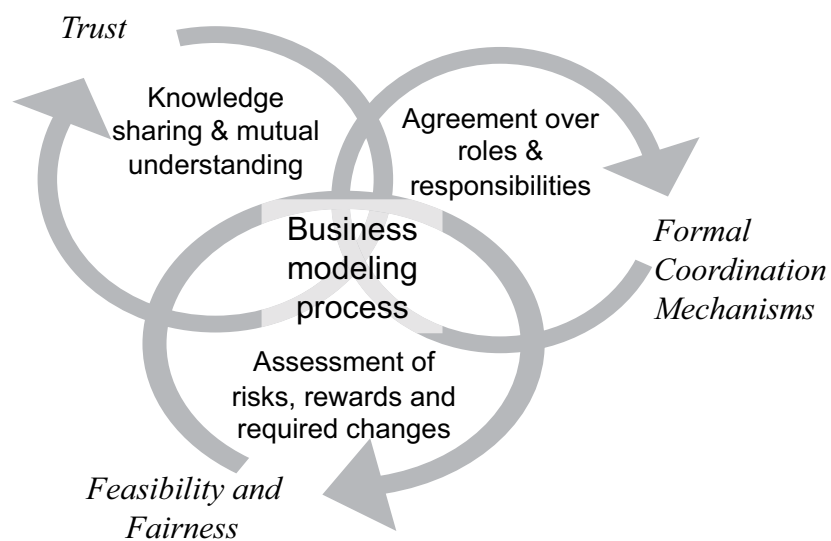 Trust
Knowledge
sharing & mutual
understanding
Agreement over
roles &
responsibilities
Business
modeling
process
Formal
Coordination
Mechanisms
Assessment of
risks, rewards and
required changes
Feasibility and
Fairness